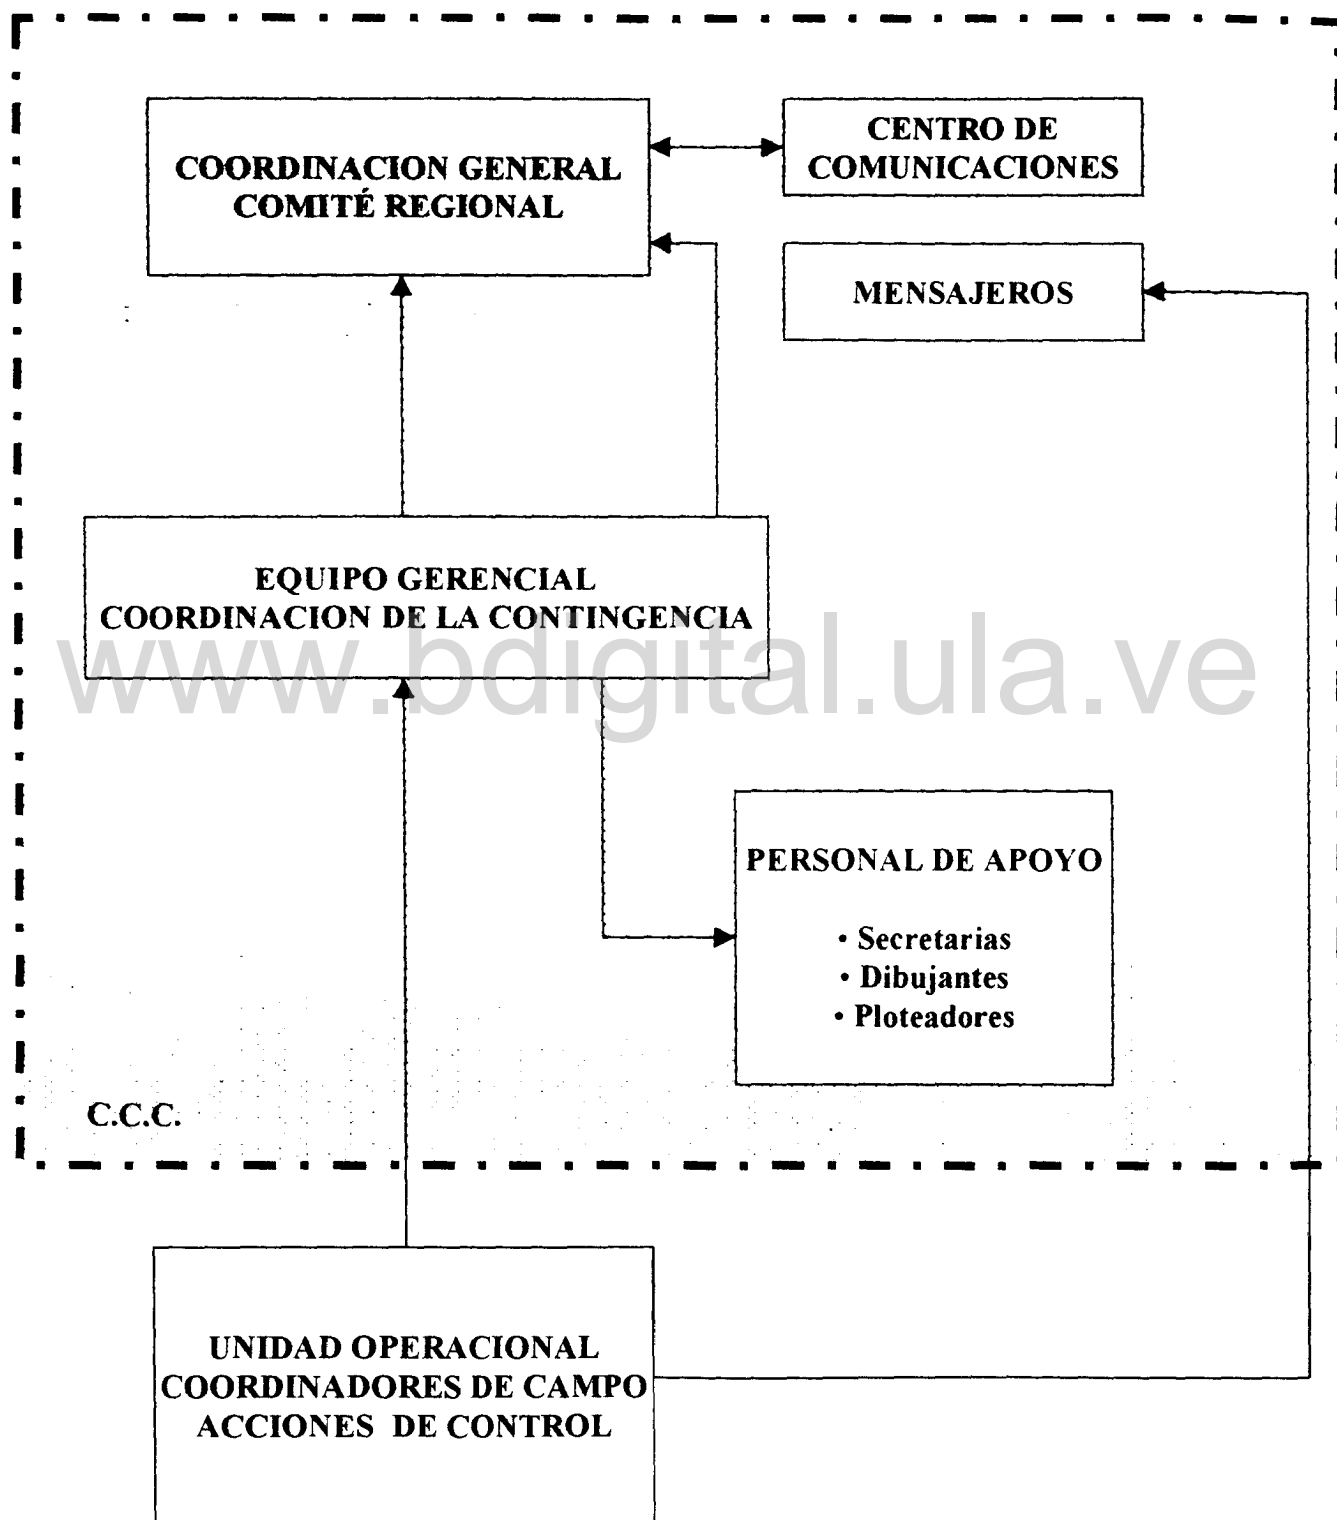 COORDINACION GENERAL
COMITÉ REGIONAL
CENTRO DE
COMUNICACIONES
MENSAJEROS
EQUIPO GERENCIAL
COORDINACION DE LA CONTINGENCIA
www.bdigital.ula.ve
PERSONAL DE APOYO
• Secretarias
• Dibujantes
• Ploteadores
C.C.C.
UNIDAD OPERACIONAL
COORDINADORES DE CAMPO
ACCIONES DE CONTROL